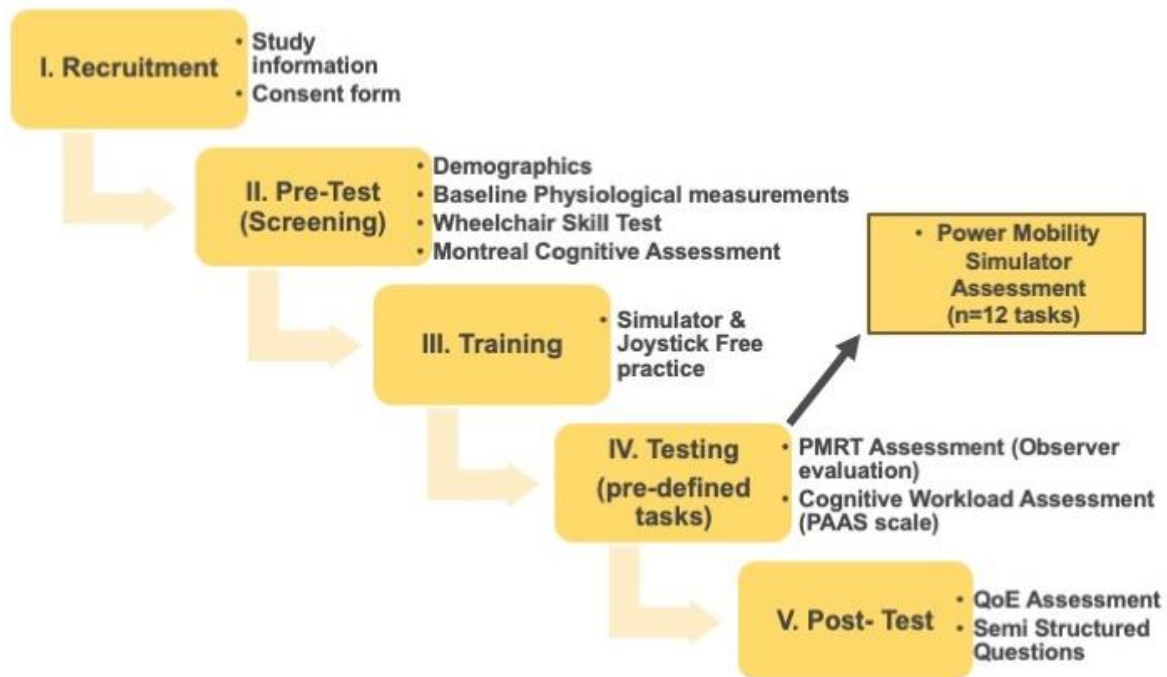 I. Recruitment
• Study
information
• Consent form
II. Pre-Test
(Screening)
• Demographics
• Baseline Physiological measurements
• Wheelchair Skill Test
• Montreal Cognitive Assessment
• Power Mobility
Simulator
Assessment
(n=12 tasks)
III. Training
• Simulator &
Joystick Free
practice
IV. Testing
(pre-defined
tasks)
• PMRT Assessment (Observer
evaluation)
• Cognitive Workload Assessment
(PAAS scale)
V. Post- Test
• QoE Assessment
• Semi Structured
Questions